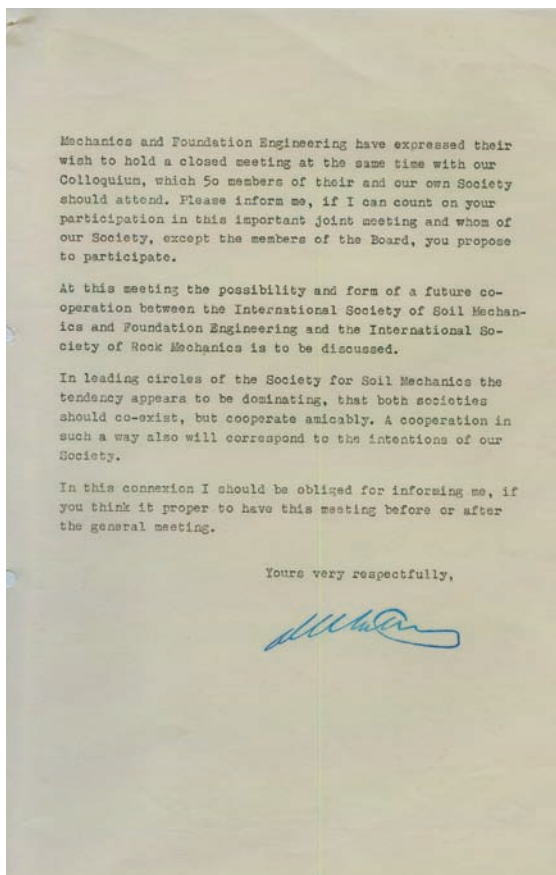 Mechanics and Foundation Engineering have expressed their
wish to hold a closed meeting at the same time with our
Colloquium, which 50 members of their and our own Society
should attend. Please inform me, if I can count on your
participation in this important joint meeting and whom of
our Society, except the members of the Board, you propose
to participate.
At this meeting the possibility and form of a future co-
operation between the International Society of Soil Mechan-
ics and Foundation Engineering and the International So-
ciety of Rock Mechanics is to be discussed.
In leading circles of the Society for Soil Mechanics the
tendency appears to be dominating, that both societies
should co-exist, but cooperate amicably. A cooperation in
such a way also will correspond to the intentions of our
Society.
In this connexion I should be obliged for informing me, if
you think it proper to have this meeting before or after
the general meeting.
Yours very respectfully,